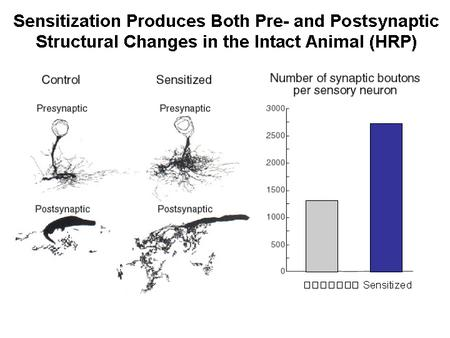 Sensitization Produces Both Pre- and Postsynaptic
Structural Changes in the Intact Animal (HRP)
Control
Sensitized
Presynaptic
Presynaptic
Postsynaptic
Postsynaptic
Number of synaptic boutons
per sensory neuron
3000
2500
2000
1500
1000
500
0
Sensitized